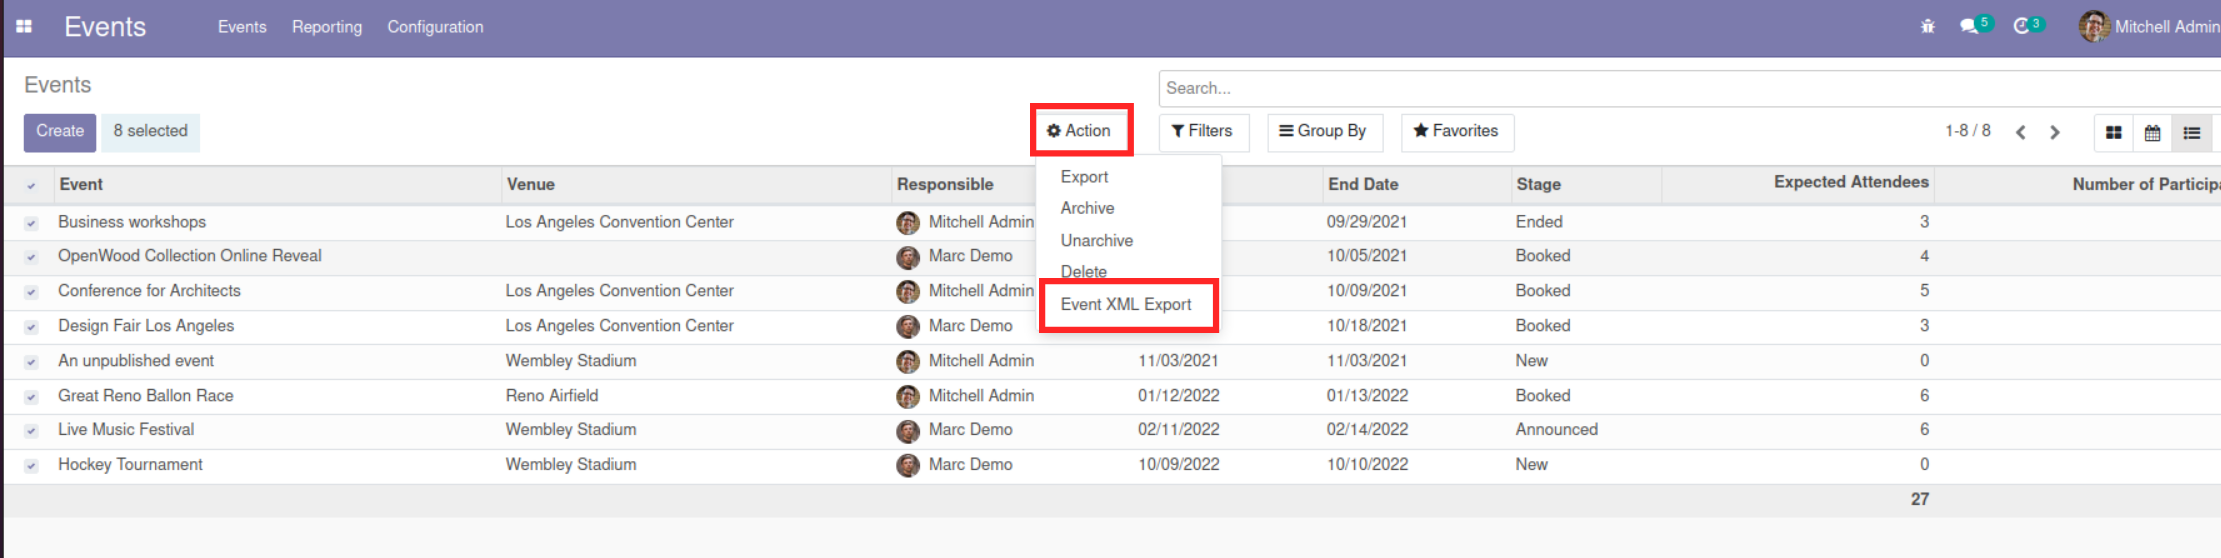 Events Events Reporting Configuration 5 3 Mitchell Admin
Events Search...
Create 8 selected Action Filters Group By Favorites 1-8 / 8
Export
Archive
Unarchive
Delete
Event XML Export
Event Venue Responsible End Date Stage Expected Attendees Number of Particip
Business workshops Los Angeles Convention Center Mitchell Admin 09/29/2021 Ended 3
OpenWood Collection Online Reveal Marc Demo 10/05/2021 Booked 4
Conference for Architects Los Angeles Convention Center Mitchell Admin 10/09/2021 Booked 5
Design Fair Los Angeles Los Angeles Convention Center Marc Demo 10/18/2021 Booked 3
An unpublished event Wembley Stadium Mitchell Admin 11/03/2021 11/03/2021 New 0
Great Reno Ballon Race Reno Airfield Mitchell Admin 01/12/2022 01/13/2022 Booked 6
Live Music Festival Wembley Stadium Marc Demo 02/11/2022 02/14/2022 Announced 6
Hockey Tournament Wembley Stadium Marc Demo 10/09/2022 10/10/2022 New 0
27